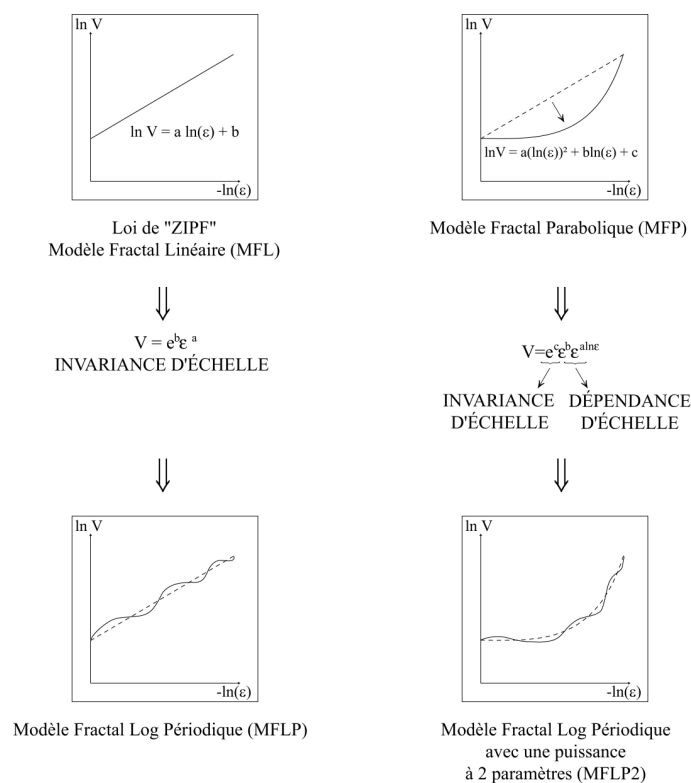 ln V
ln V = a ln(ε) + b
-ln(ε)
Loi de "ZIPF"
Modèle Fractal Linéaire (MFL)
V = e^b ε^a
INVARIANCE D'ÉCHELLE
ln V
-ln(ε)
Modèle Fractal Log Périodique (MFLP)
ln V
lnV = a(ln(ε))² + bln(ε) + c
-ln(ε)
Modèle Fractal Parabolique (MFP)
V=e^c ε^b ε^alnε
INVARIANCE
D'ÉCHELLE
DÉPENDANCE
D'ÉCHELLE
ln V
-ln(ε)
Modèle Fractal Log Périodique
avec une puissance
à 2 paramètres (MFLP2)